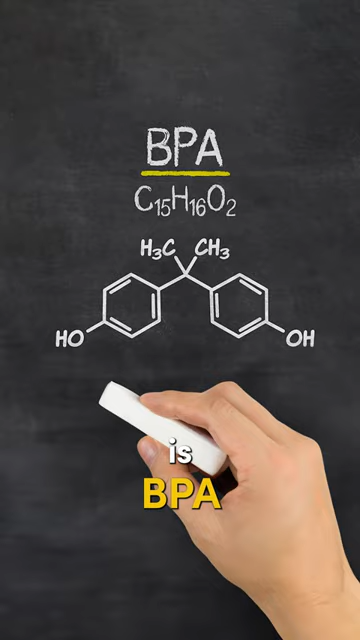 BPA
C₁₅H₁₆O₂
H₃C CH₃
HO OH
is
BPA